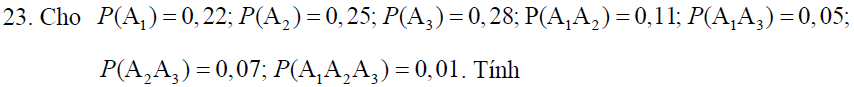 23. Cho P(A₁) = 0,22; P(A₂) = 0,25; P(A₃) = 0,28; P(A₁A₂) = 0,11; P(A₁A₃) = 0,05;
P(A₂A₃) = 0,07; P(A₁A₂A₃) = 0,01. Tính